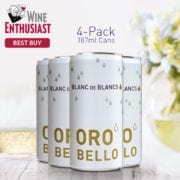 WINE
ENTHUSIAST
BEST BUY
4-Pack
187ml Cans
BLANC DE BLANCS
ORO
BELLO